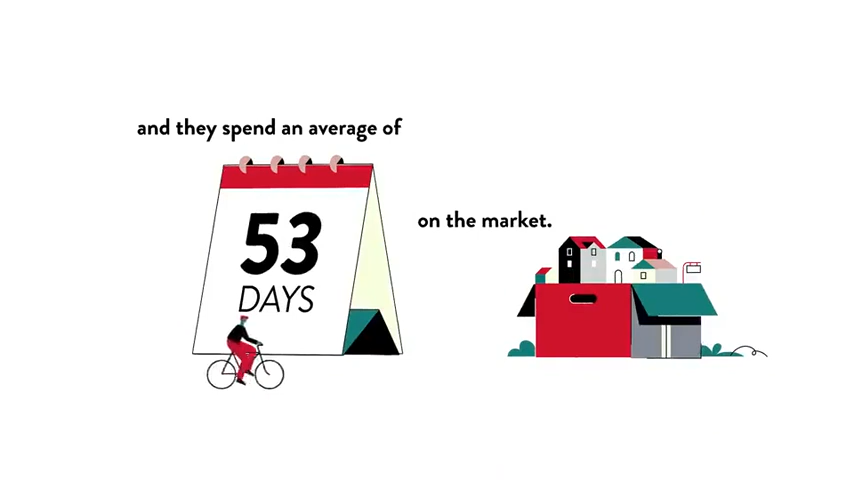 and they spend an average of
53
DAYS
on the market.